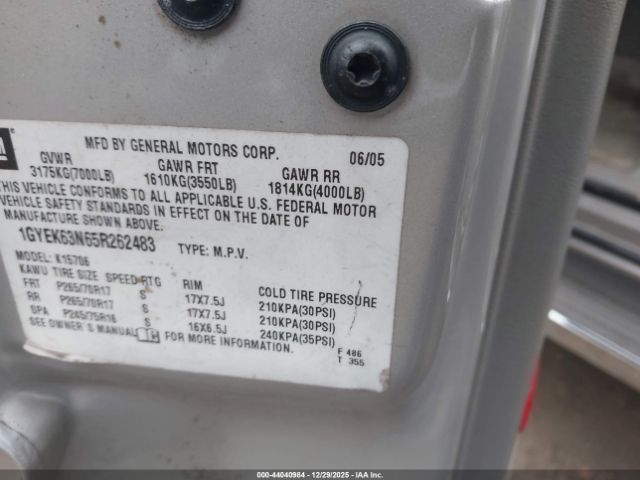 GM
MFD BY GENERAL MOTORS CORP. 06/05
GVWR GAWR FRT GAWR RR
3175KG(7000LB) 1610KG(3550LB) 1814KG(4000LB)
THIS VEHICLE CONFORMS TO ALL APPLICABLE U.S. FEDERAL MOTOR
VEHICLE SAFETY STANDARDS IN EFFECT ON THE DATE OF
MANUFACTURE SHOWN ABOVE.
1GYEK63N65R262483 TYPE: M.P.V.
MODEL: K15706
KAWU TIRE SIZE SPEED RTG RIM COLD TIRE PRESSURE
FRT P265/70R17 S 17X7.5J 210KPA(30PSI)
RR P265/70R17 S 17X7.5J 210KPA(30PSI)
SPA P245/75R16 S 16X6.5J 240KPA(35PSI)
SEE OWNER'S MANUAL FOR MORE INFORMATION.
F 486
T 355
000-44040984 | 12/29/2025 - IAA, Inc.